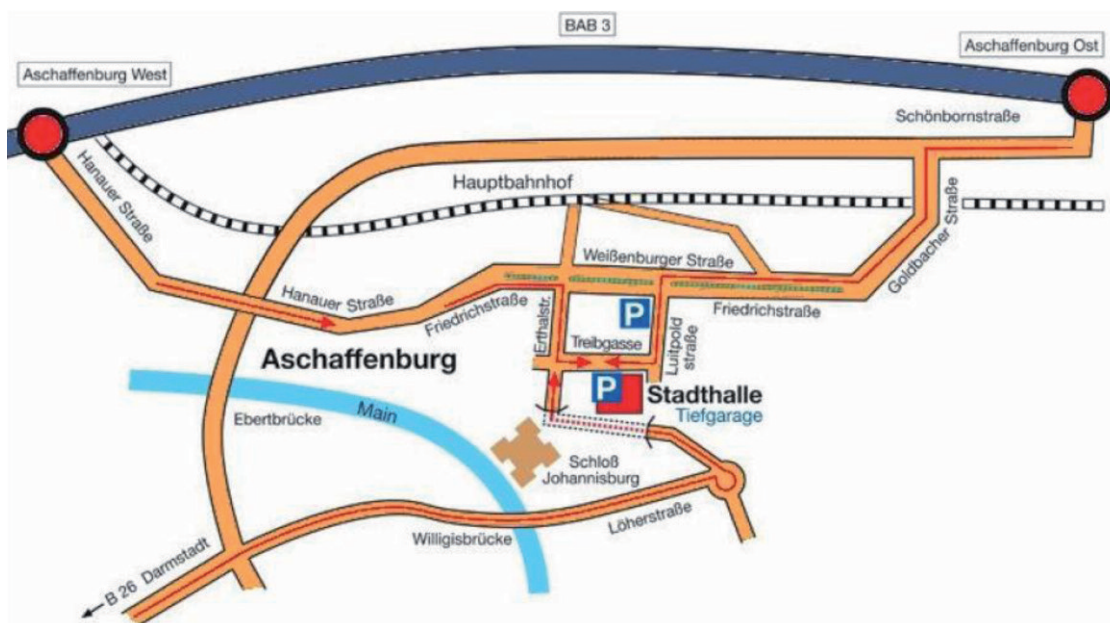 BAB 3
Aschaffenburg Ost
Aschaffenburg West
Schönbornstraße
Hanauer Straße
Hauptbahnhof
Goldbacher Straße
Weißenburger Straße
Hanauer Straße
Friedrichstraße
Friedrichstraße
Erthalstr.
P
Treibgasse
Luitpold
straße
Aschaffenburg
P
Stadthalle
Tiefgarage
Main
Ebertbrücke
Schloß
Johannisburg
Löherstraße
Willigisbrücke
B 26 Darmstadt